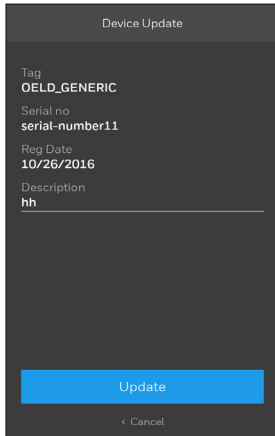 Device Update
Tag
OELD_GENERIC
Serial no
serial-number11
Reg Date
10/26/2016
Description
hh
Update
< Cancel